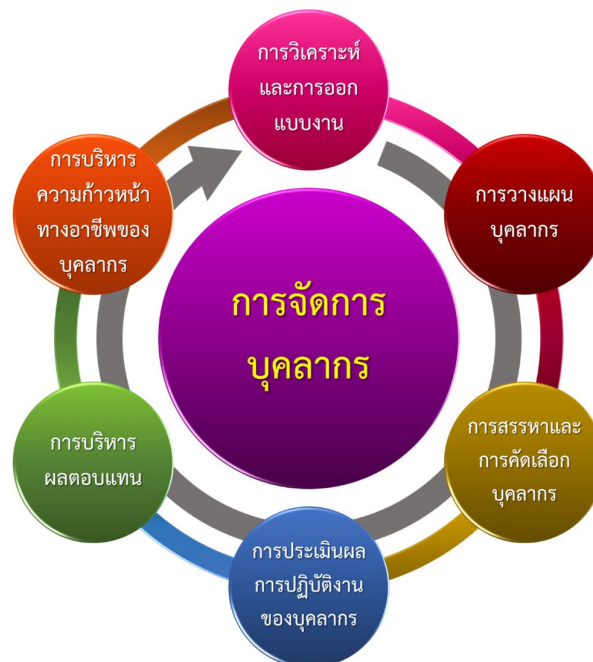 การวิเคราะห์
และการออก
แบบงาน
การวางแผน
บุคลากร
การสรรหาและ
การคัดเลือก
บุคลากร
การประเมินผล
การปฏิบัติงาน
ของบุคลากร
การบริหาร
ผลตอบแทน
การบริหาร
ความก้าวหน้า
ทางอาชีพของ
บุคลากร
การจัดการ
บุคลากร